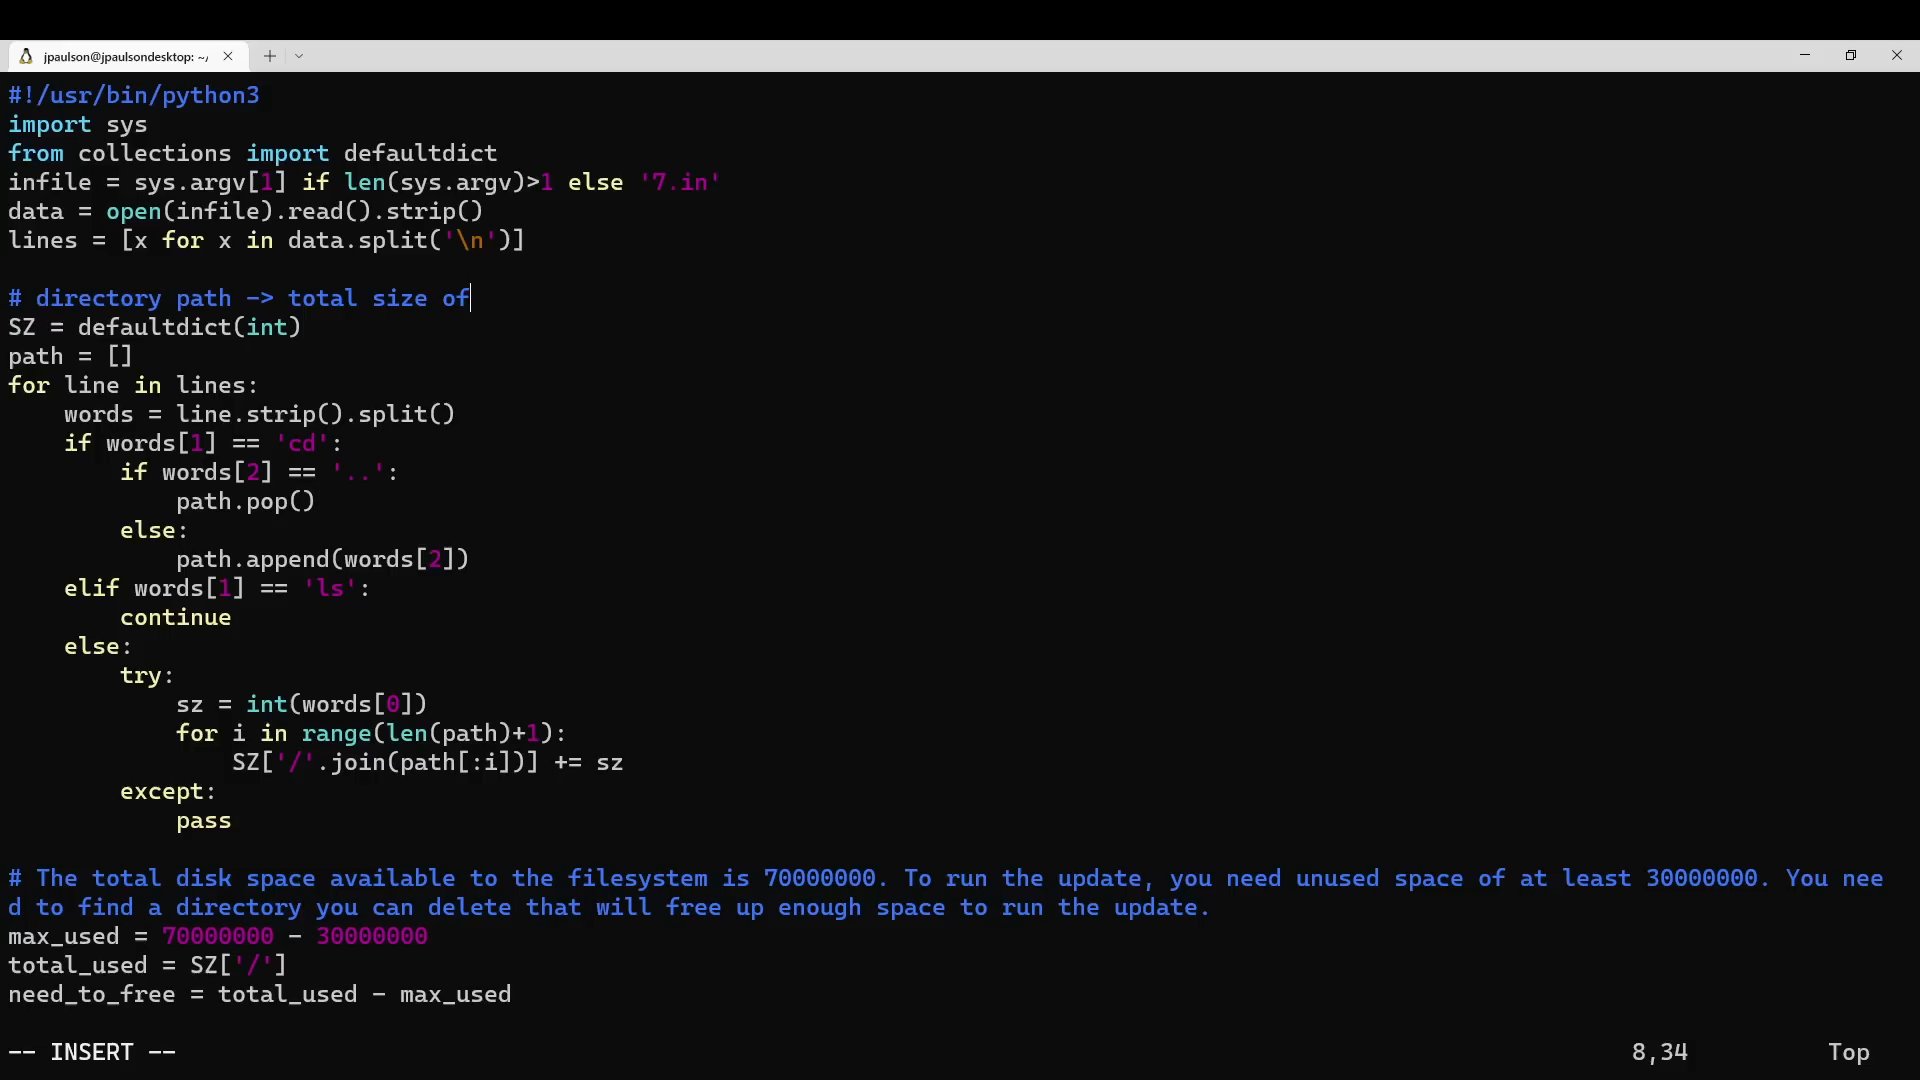 jpaulson@jpaulsondesktop: ~/
#!/usr/bin/python3
import sys
from collections import defaultdict
infile = sys.argv[1] if len(sys.argv)>1 else '7.in'
data = open(infile).read().strip()
lines = [x for x in data.split('\n')]

# directory path -> total size of
SZ = defaultdict(int)
path = []
for line in lines:
    words = line.strip().split()
    if words[1] == 'cd':
        if words[2] == '..':
            path.pop()
        else:
            path.append(words[2])
    elif words[1] == 'ls':
        continue
    else:
        try:
            sz = int(words[0])
            for i in range(len(path)+1):
                SZ['/'.join(path[:i])] += sz
        except:
            pass

# The total disk space available to the filesystem is 70000000. To run the update, you need unused space of at least 30000000. You nee
d to find a directory you can delete that will free up enough space to run the update.
max_used = 70000000 - 30000000
total_used = SZ['/']
need_to_free = total_used - max_used

-- INSERT -- 8,34 Top